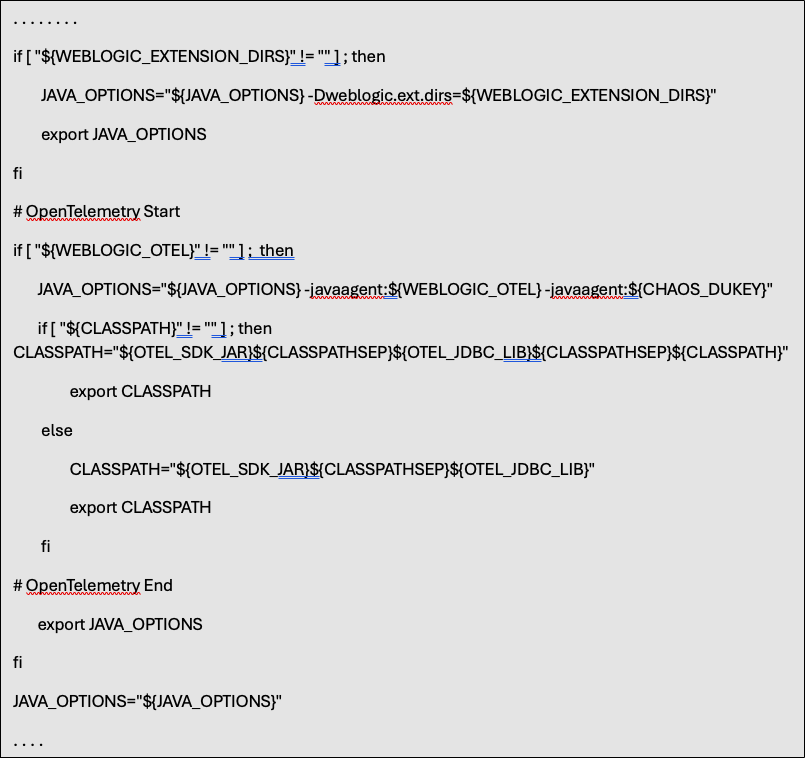 . . . . . . . .
if [ "${WEBLOGIC_EXTENSION_DIRS}" != "" ] ; then
JAVA_OPTIONS="${JAVA_OPTIONS} -Dweblogic.ext.dirs=${WEBLOGIC_EXTENSION_DIRS}"
export JAVA_OPTIONS
fi
# OpenTelemetry Start
if [ "${WEBLOGIC_OTEL}" != "" ] ; then
JAVA_OPTIONS="${JAVA_OPTIONS} -javaagent:${WEBLOGIC_OTEL} -javaagent:${CHAOS_DUKEY}"
if [ "${CLASSPATH}" != "" ] ; then
CLASSPATH="${OTEL_SDK_JAR}${CLASSPATHSEP}${OTEL_JDBC_LIB}${CLASSPATHSEP}${CLASSPATH}"
export CLASSPATH
else
CLASSPATH="${OTEL_SDK_JAR}${CLASSPATHSEP}${OTEL_JDBC_LIB}"
export CLASSPATH
fi
# OpenTelemetry End
export JAVA_OPTIONS
fi
JAVA_OPTIONS="${JAVA_OPTIONS}"
. . . .